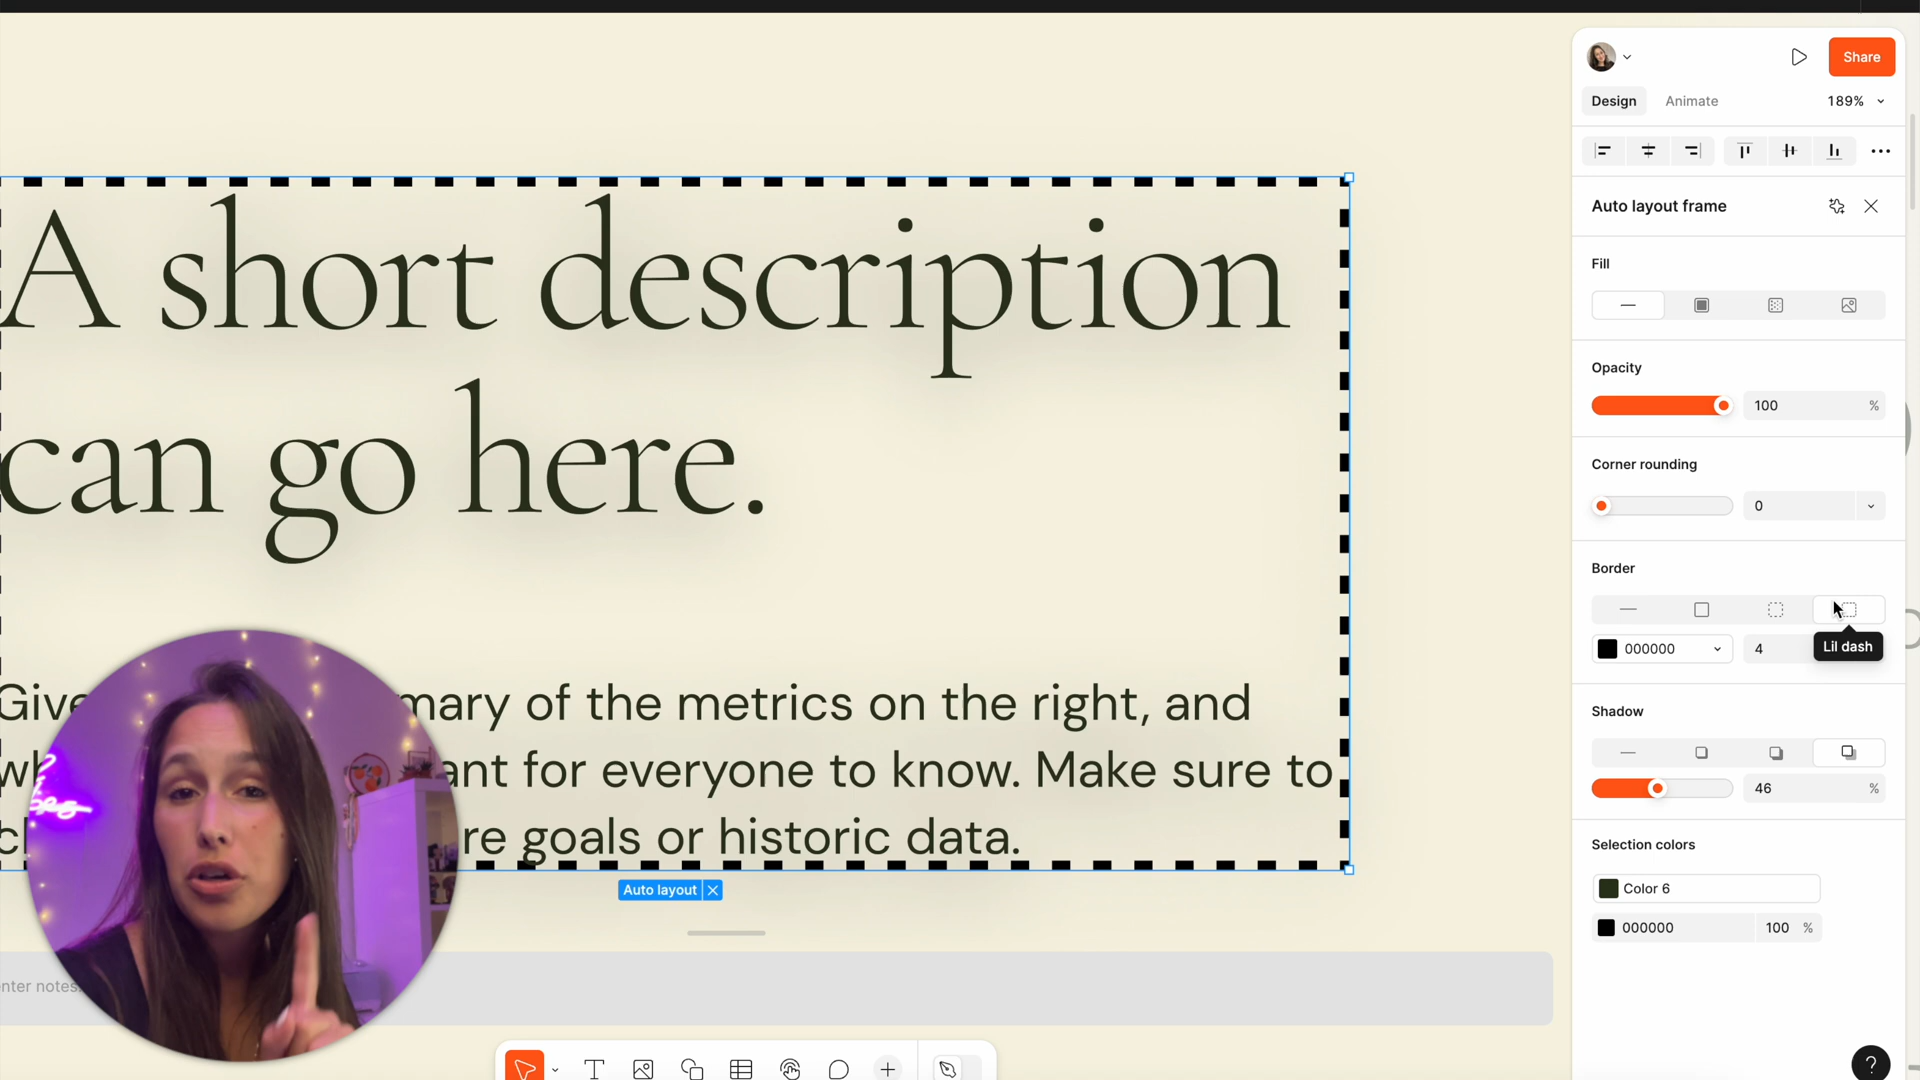 Share
Design
Animate
189%
Auto layout frame
Fill
Opacity
100 %
Corner rounding
0
Border
000000
4
Lil dash
Shadow
46 %
Selection colors
Color 6
000000
100 %
A short description
can go here.
Give
mary of the metrics on the right, and
ant for everyone to know. Make sure to
re goals or historic data.
Auto layout
enter notes
?